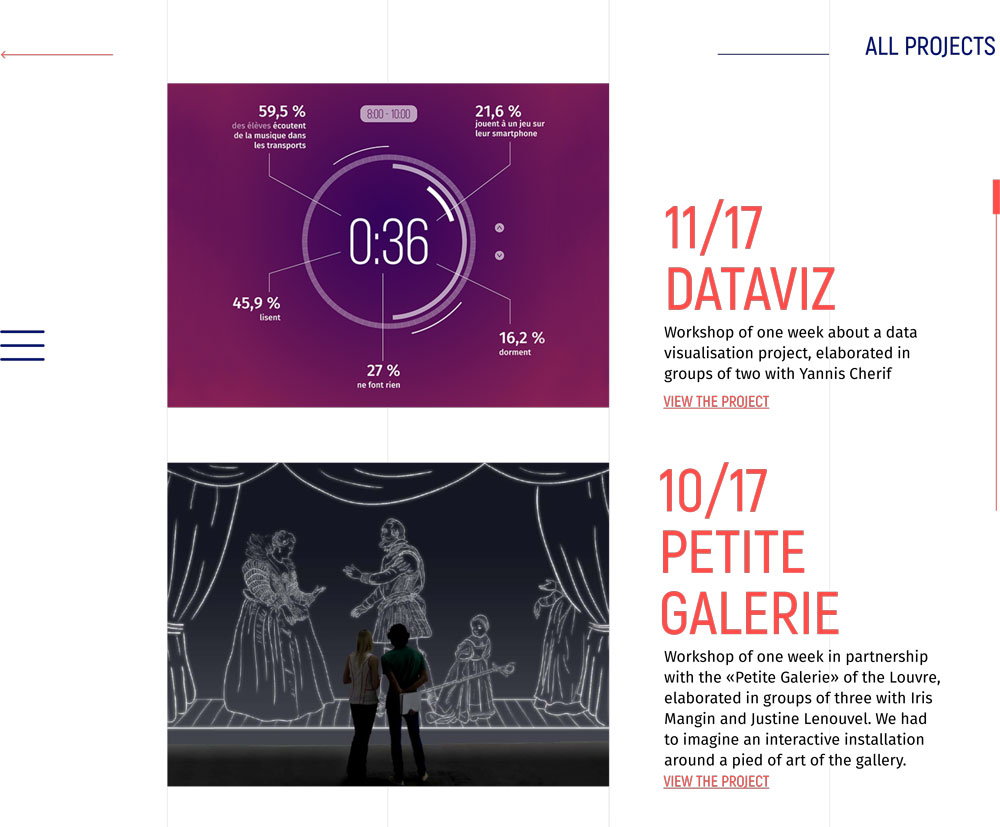 ALL PROJECTS
59,5 %
des élèves écoutent
de la musique dans
les transports
8:00 - 10:00
21,6 %
jouent à un jeu sur
leur smartphone
0:36
45,9 %
lisent
16,2 %
dorment
27 %
ne font rien
11/17
DATAVIZ
Workshop of one week about a data
visualisation project, elaborated in
groups of two with Yannis Cherif
VIEW THE PROJECT
10/17
PETITE
GALERIE
Workshop of one week in partnership
with the «Petite Galerie» of the Louvre,
elaborated in groups of three with Iris
Mangin and Justine Lenouvel. We had
to imagine an interactive installation
around a pied of art of the gallery.
VIEW THE PROJECT